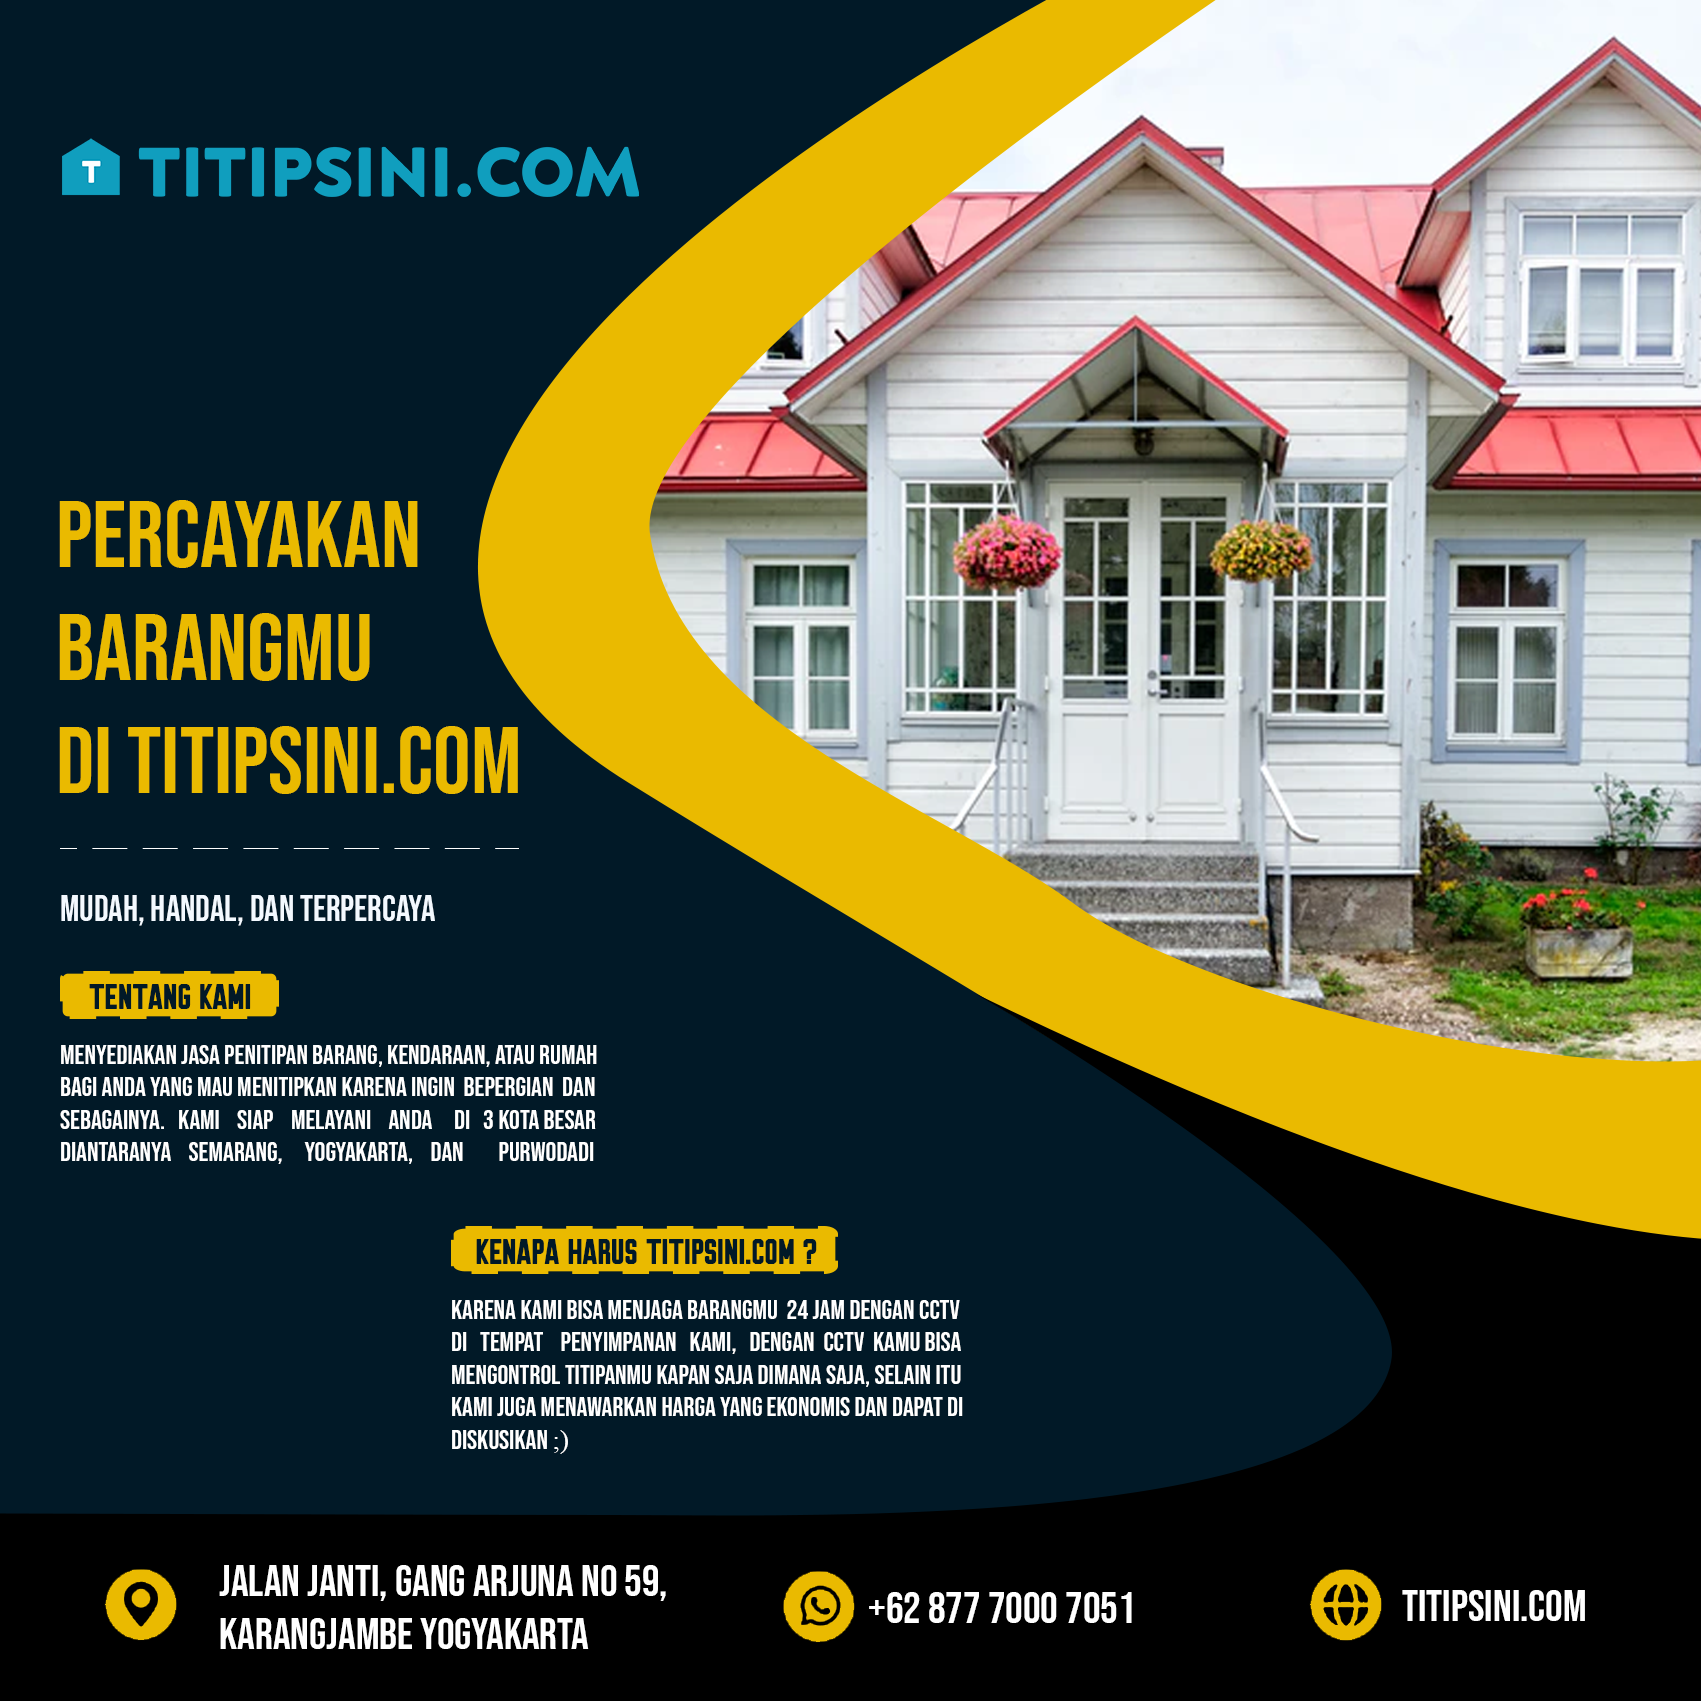 T TITIPSINI.COM
PERCAYAKAN
BARANGMU
DI TITIPSINI.COM
MUDAH, HANDAL, DAN TERPERCAYA
TENTANG KAMI
MENYEDIAKAN JASA PENITIPAN BARANG, KENDARAAN, ATAU RUMAH
BAGI ANDA YANG MAU MENITIPKAN KARENA INGIN BEPERGIAN DAN
SEBAGAINYA. KAMI SIAP MELAYANI ANDA DI 3 KOTA BESAR
DIANTARANYA SEMARANG, YOGYAKARTA, DAN PURWODADI
KENAPA HARUS TITIPSINI.COM ?
KARENA KAMI BISA MENJAGA BARANGMU 24 JAM DENGAN CCTV
DI TEMPAT PENYIMPANAN KAMI, DENGAN CCTV KAMU BISA
MENGONTROL TITIPANMU KAPAN SAJA DIMANA SAJA, SELAIN ITU
KAMI JUGA MENAWARKAN HARGA YANG EKONOMIS DAN DAPAT DI
DISKUSIKAN ;)
JALAN JANTI, GANG ARJUNA NO 59,
KARANGJAMBE YOGYAKARTA
+62 877 7000 7051
TITIPSINI.COM